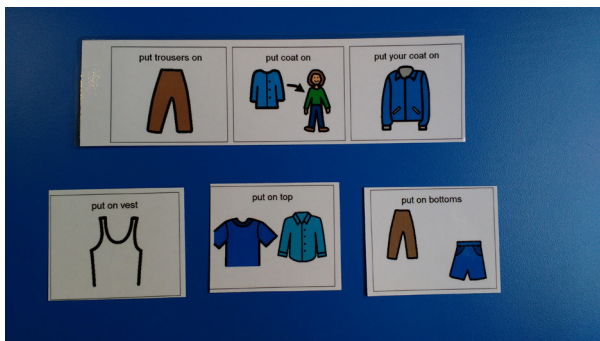 put trousers on
put coat on
put your coat on
put on vest
put on top
put on bottoms